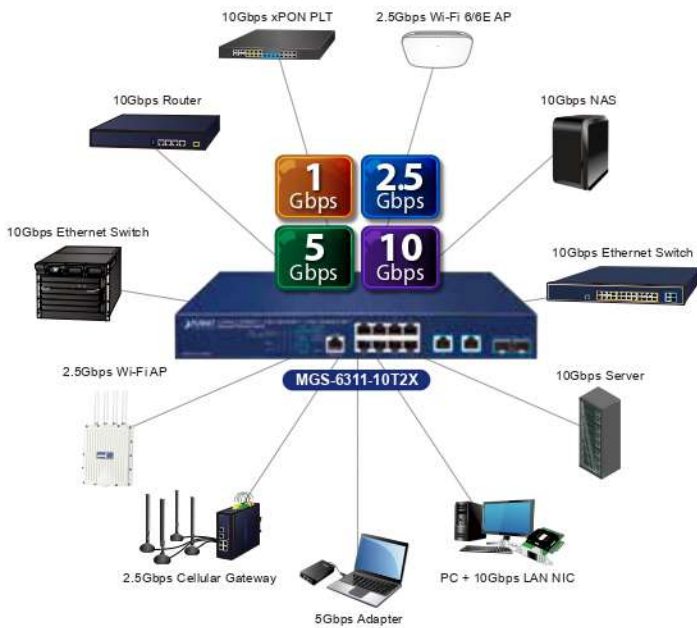 10Gbps xPON PLT
2.5Gbps Wi-Fi 6/6E AP
10Gbps Router
10Gbps NAS
1
Gbps
2.5
Gbps
5
Gbps
10
Gbps
10Gbps Ethernet Switch
10Gbps Ethernet Switch
PLANET
MGS-6311-10T2X
2.5Gbps Wi-Fi AP
10Gbps Server
2.5Gbps Cellular Gateway
PC + 10Gbps LAN NIC
5Gbps Adapter